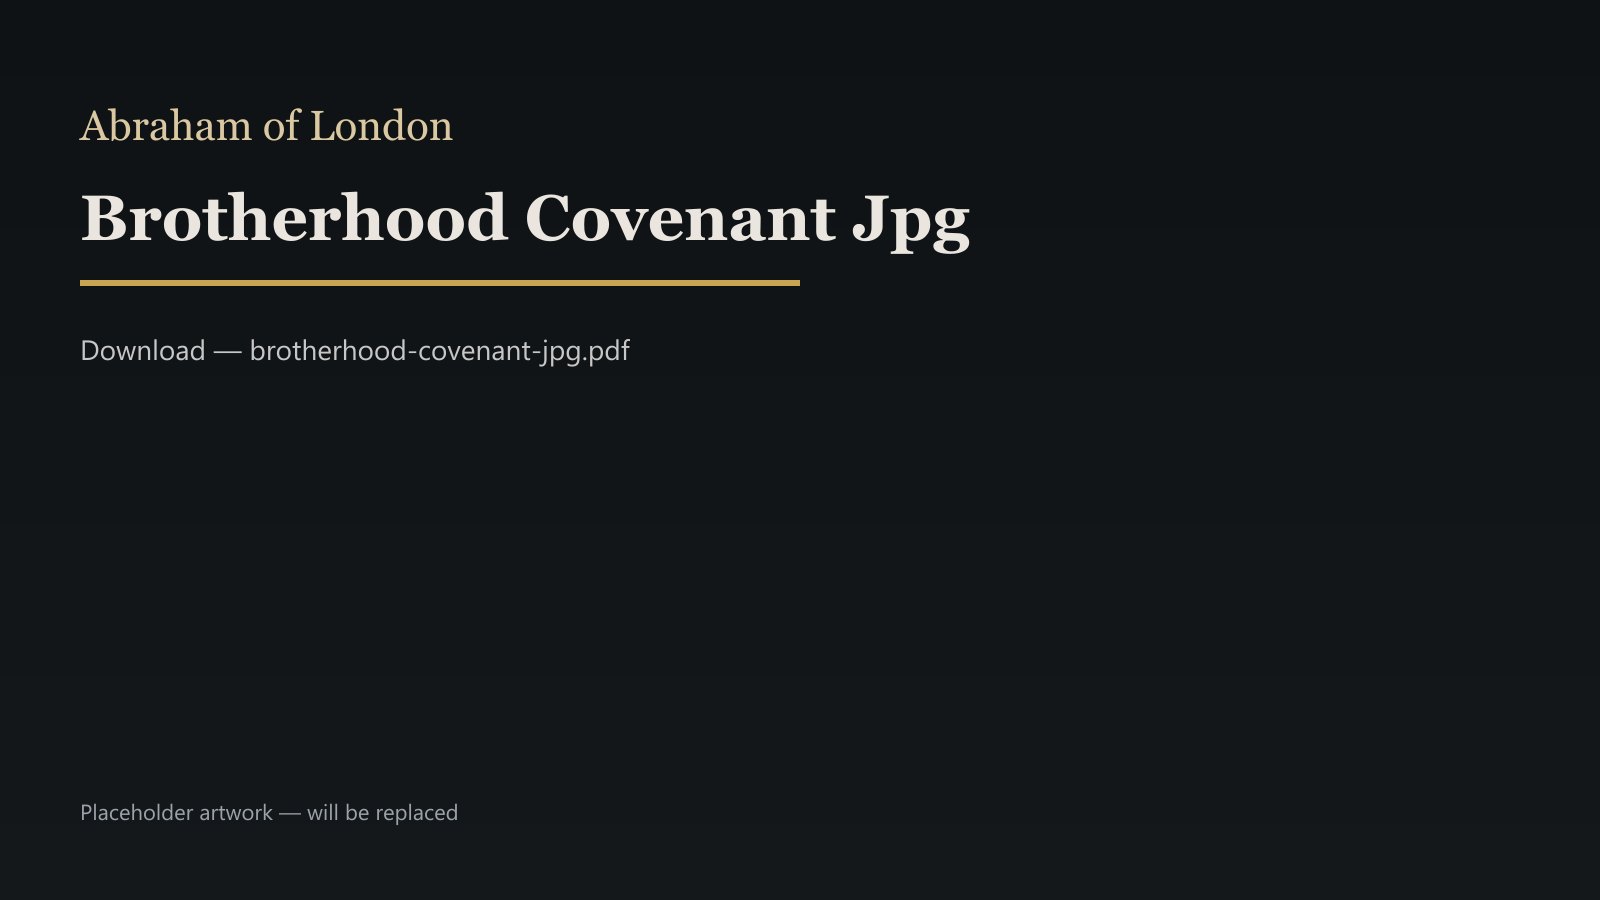 Abraham of London
Brotherhood Covenant Jpg
Download — brotherhood-covenant-jpg.pdf
Placeholder artwork — will be replaced